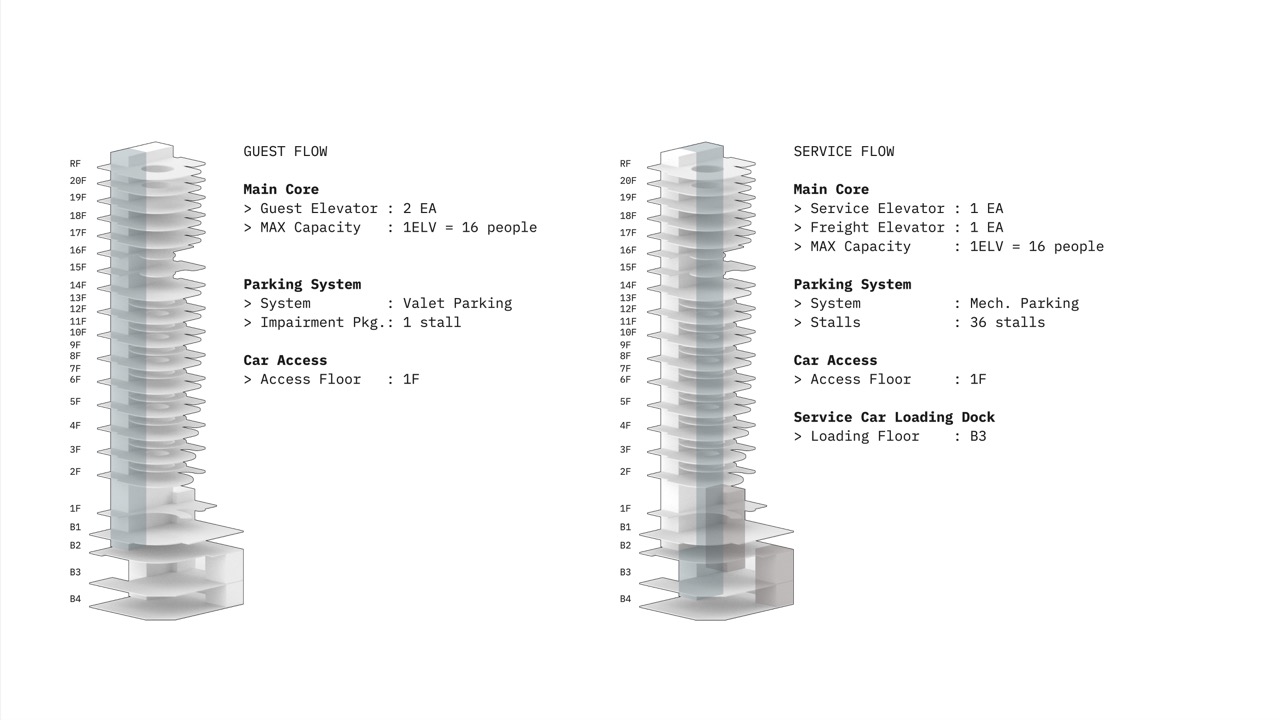 GUEST FLOW
Main Core
> Guest Elevator : 2 EA
> MAX Capacity : 1ELV = 16 people
Parking System
> System : Valet Parking
> Impairment Pkg.: 1 stall
Car Access
> Access Floor : 1F
RF
20F
19F
18F
17F
16F
15F
14F
13F
12F
11F
10F
9F
8F
7F
6F
5F
4F
3F
2F
1F
B1
B2
B3
B4
SERVICE FLOW
Main Core
> Service Elevator : 1 EA
> Freight Elevator : 1 EA
> MAX Capacity : 1ELV = 16 people
Parking System
> System : Mech. Parking
> Stalls : 36 stalls
Car Access
> Access Floor : 1F
Service Car Loading Dock
> Loading Floor : B3
RF
20F
19F
18F
17F
16F
15F
14F
13F
12F
11F
10F
9F
8F
7F
6F
5F
4F
3F
2F
1F
B1
B2
B3
B4